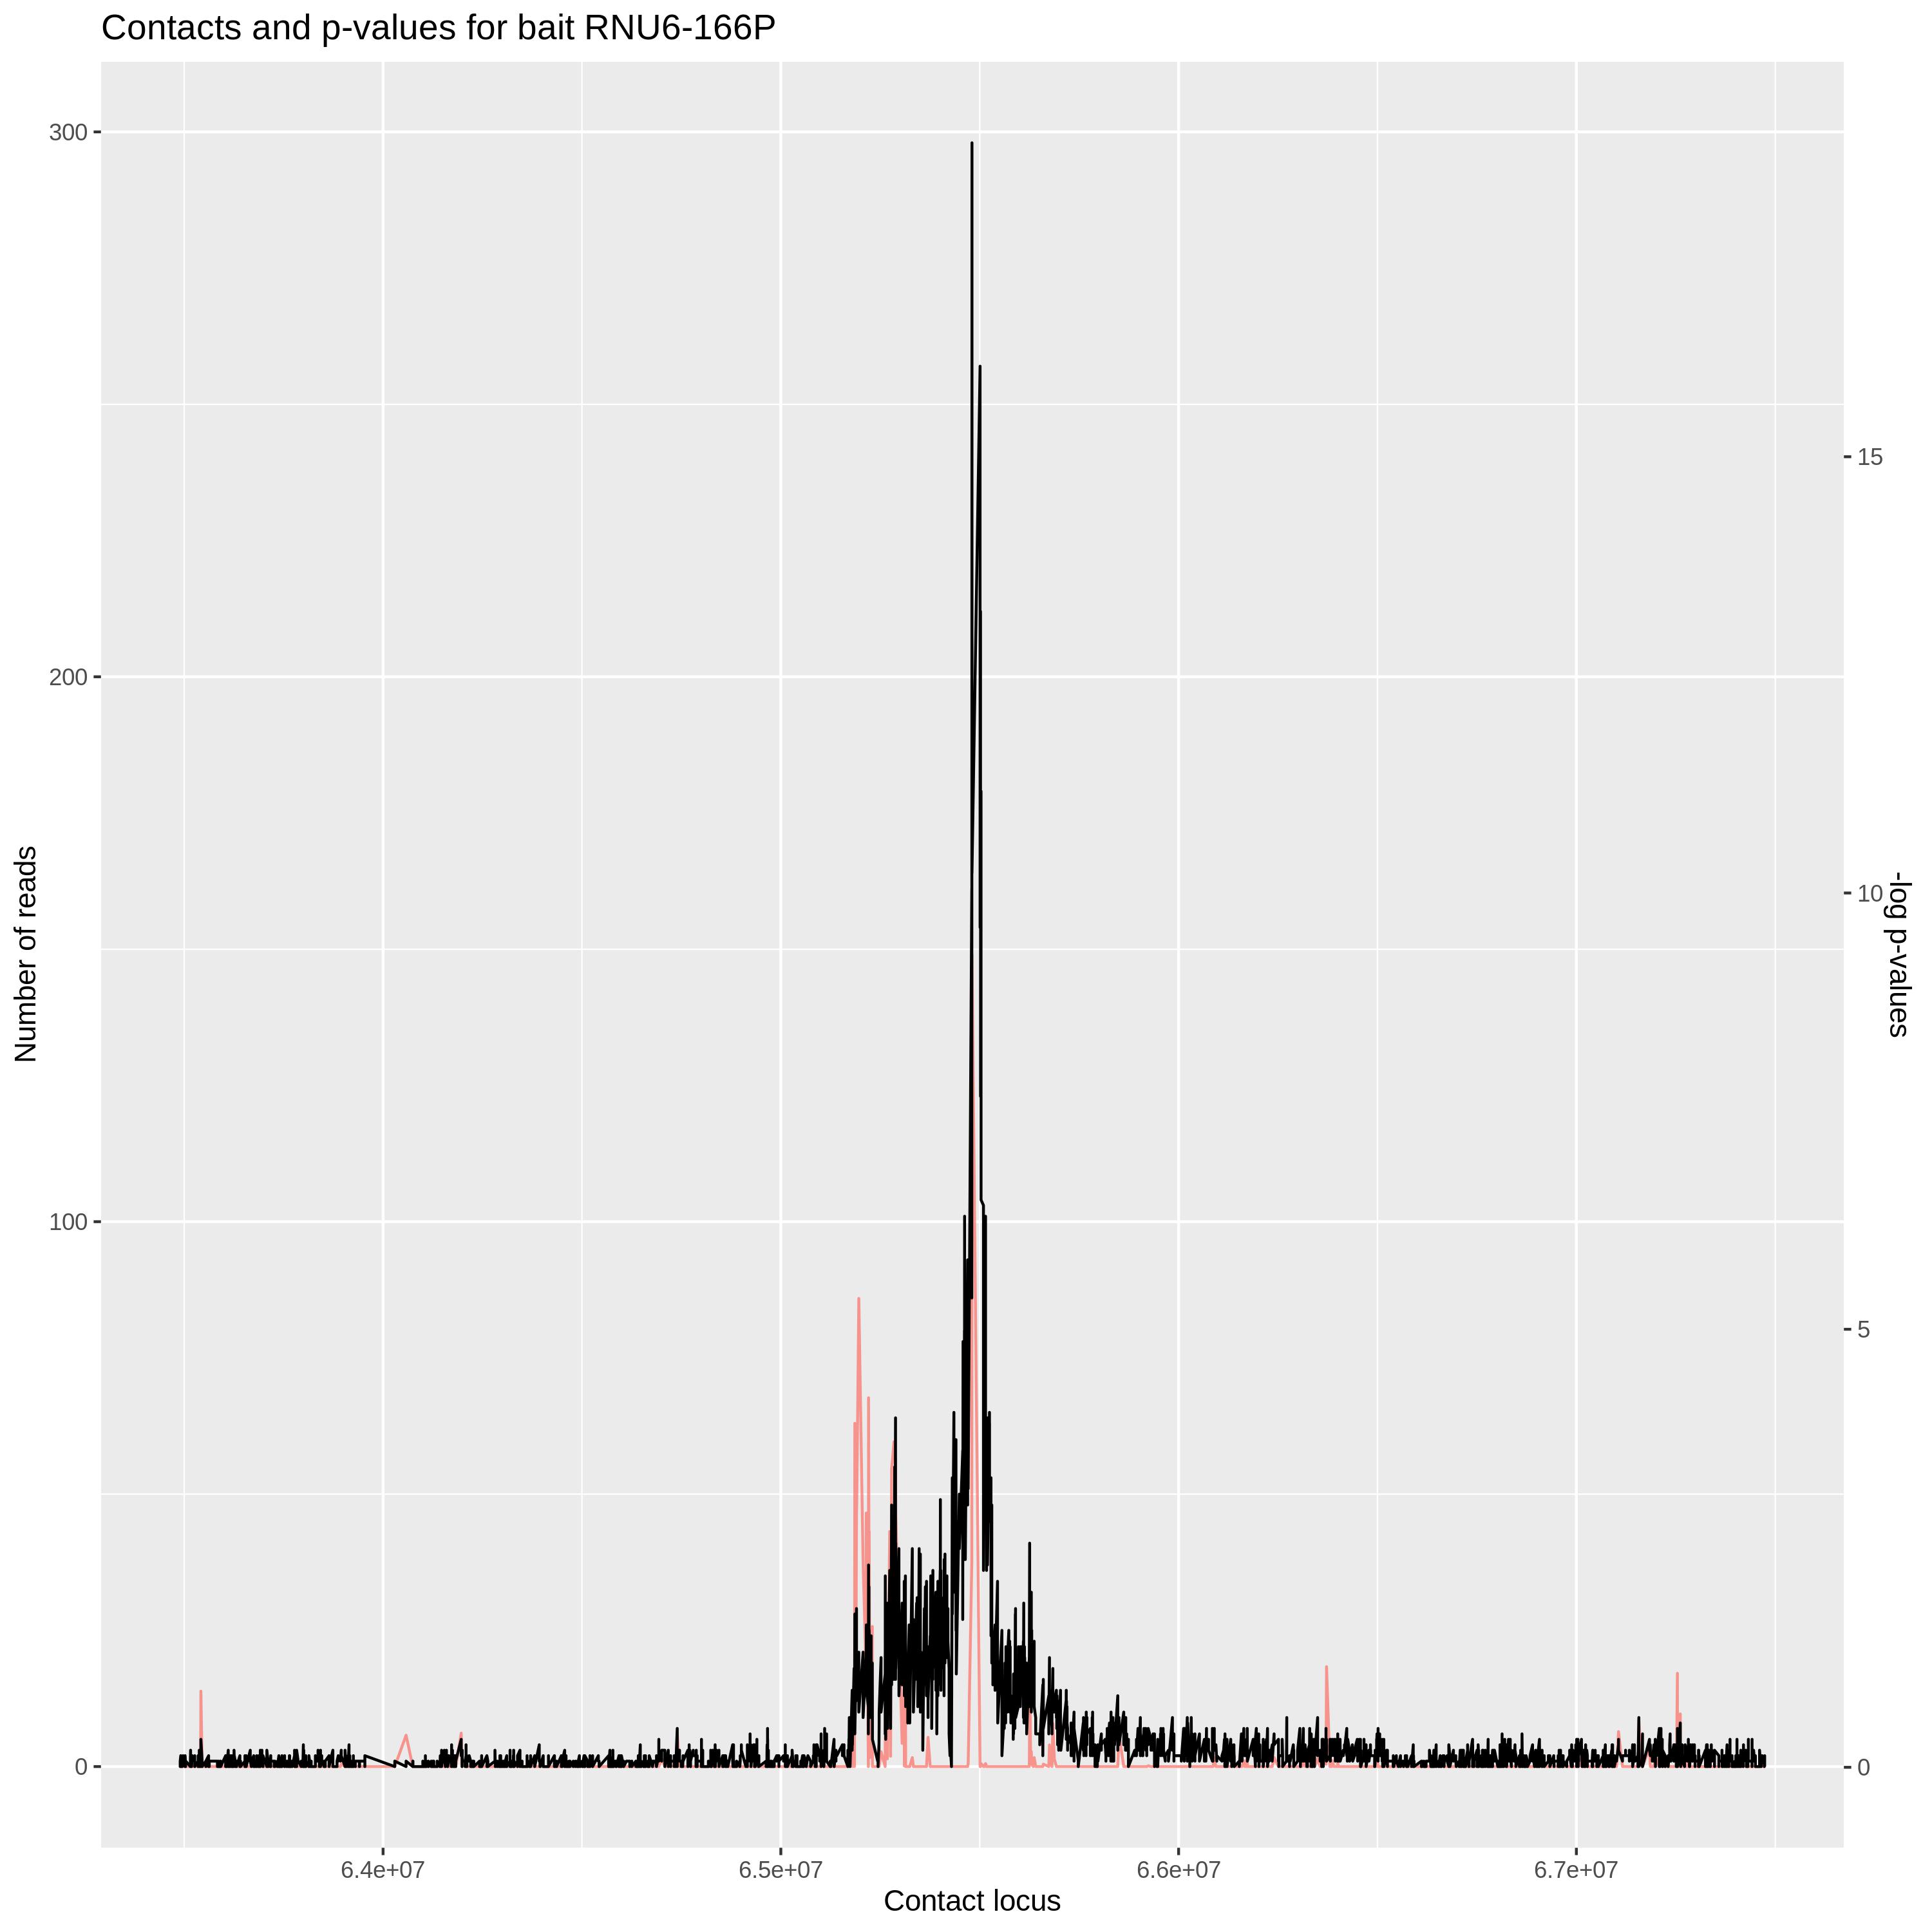 Contacts and p-values for bait RNU6-166P
300
200
100
0
Number of reads
15
10
5
0
-log p-values
6.4e+07
6.5e+07
6.6e+07
6.7e+07
Contact locus